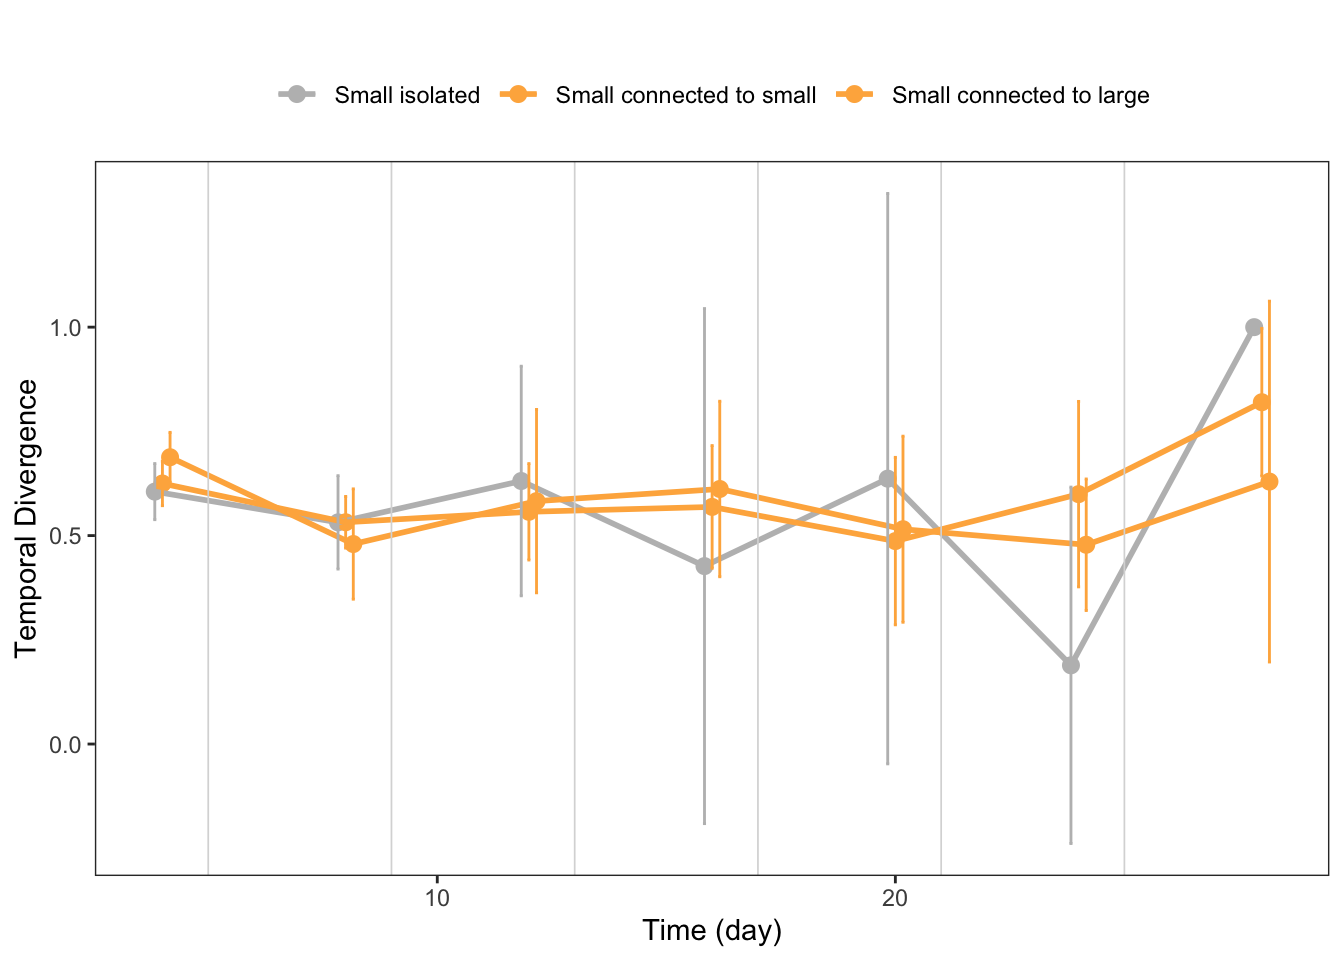 Small isolated Small connected to small Small connected to large
Temporal Divergence
1.0
0.5
0.0
10 20
Time (day)